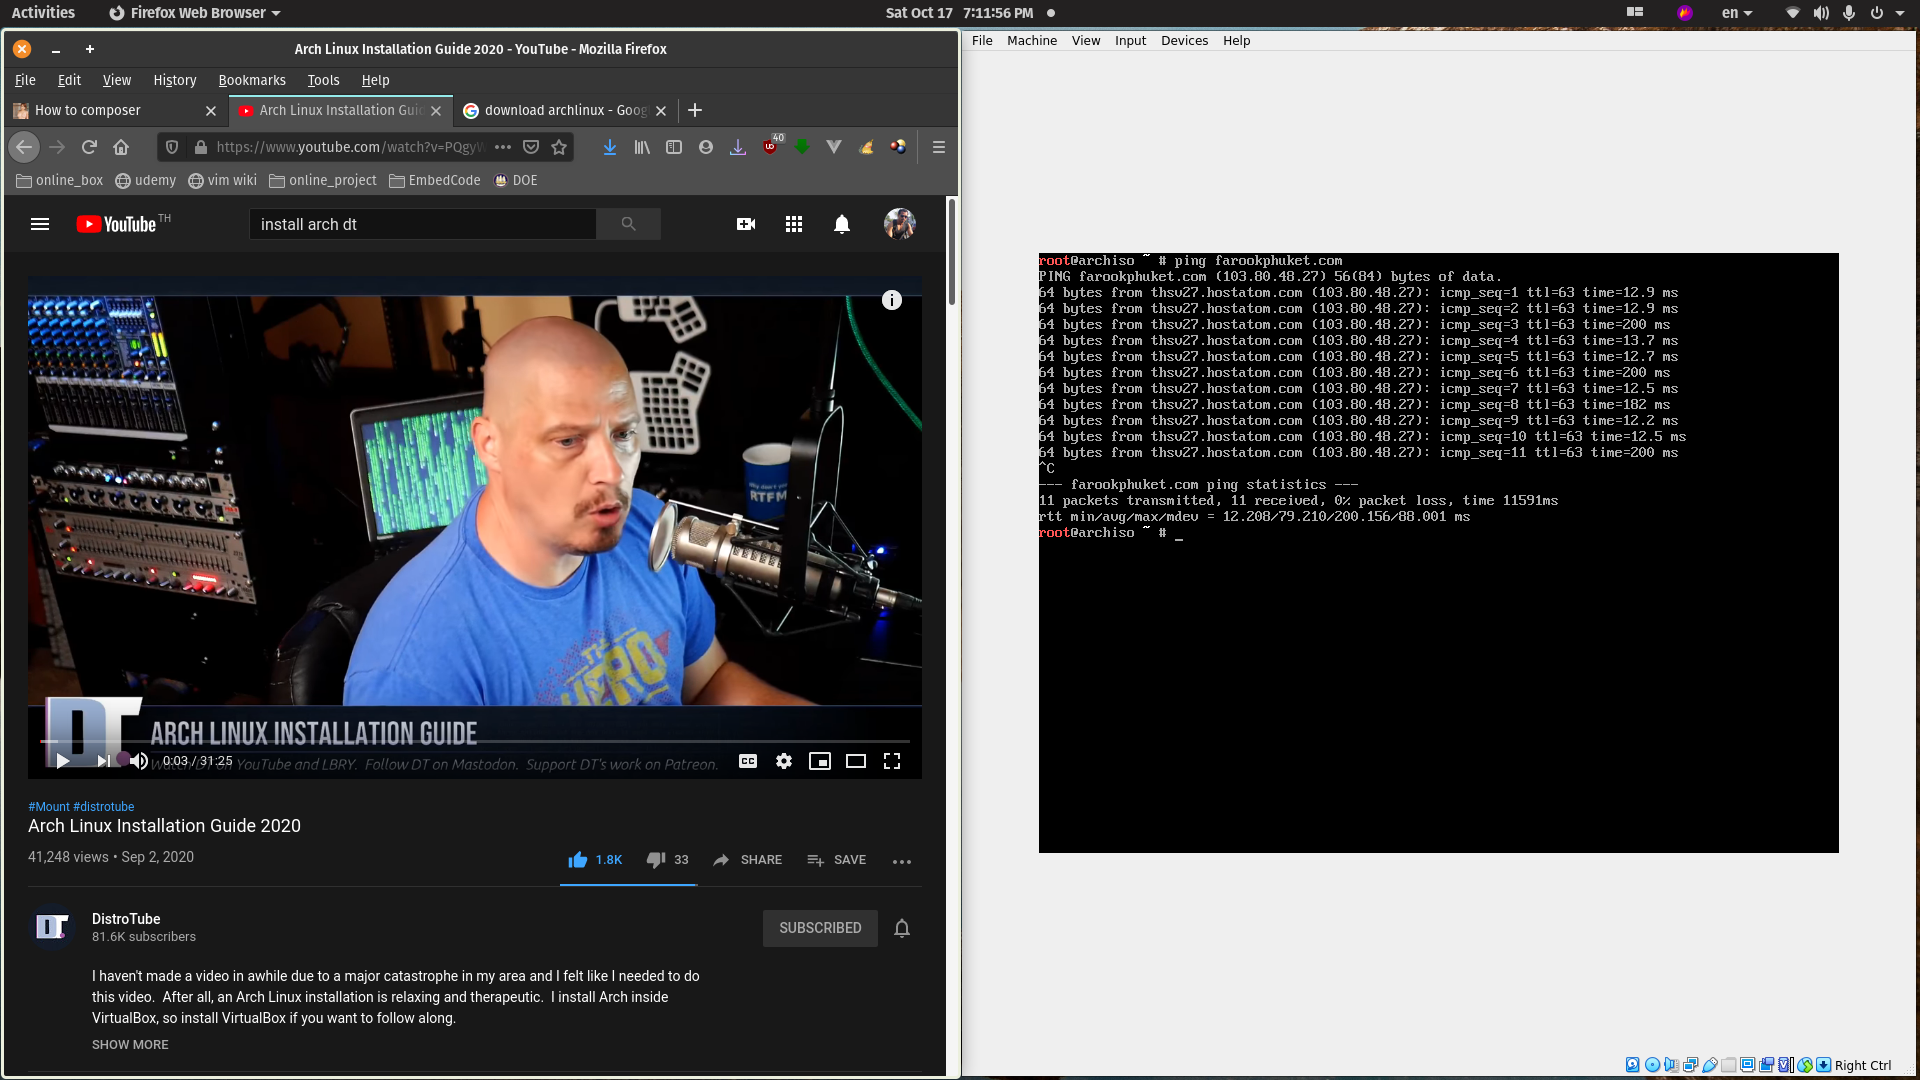 Activities
Firefox Web Browser
Sat Oct 17 7:11:56 PM
en
Arch Linux Installation Guide 2020 - YouTube - Mozilla Firefox
File Edit View History Bookmarks Tools Help
How to composer
Arch Linux Installation Guid
download archlinux - Goog
https://www.youtube.com/watch?v=PQgyW
40
online_box udemy vim wiki online_project EmbedCode DOE
YouTube TH
install arch dt
RTFM
HERO
DT
ARCH LINUX INSTALLATION GUIDE
Watch DT on YouTube and LBRY. Follow DT on Mastodon. Support DT's work on Patreon.
0:03 / 31:25
CC
#Mount #distrotube
Arch Linux Installation Guide 2020
41,248 views • Sep 2, 2020
1.8K 33 SHARE SAVE
DT
DistroTube
81.6K subscribers
SUBSCRIBED
I haven't made a video in awhile due to a major catastrophe in my area and I felt like I needed to do
this video. After all, an Arch Linux installation is relaxing and therapeutic. I install Arch inside
VirtualBox, so install VirtualBox if you want to follow along.
SHOW MORE
File Machine View Input Devices Help
root@archiso ~ # ping farookphuket.com
PING farookphuket.com (103.80.48.27) 56(84) bytes of data.
64 bytes from thsv27.hostatom.com (103.80.48.27): icmp_seq=1 ttl=63 time=12.9 ms
64 bytes from thsv27.hostatom.com (103.80.48.27): icmp_seq=2 ttl=63 time=12.9 ms
64 bytes from thsv27.hostatom.com (103.80.48.27): icmp_seq=3 ttl=63 time=200 ms
64 bytes from thsv27.hostatom.com (103.80.48.27): icmp_seq=4 ttl=63 time=13.7 ms
64 bytes from thsv27.hostatom.com (103.80.48.27): icmp_seq=5 ttl=63 time=12.7 ms
64 bytes from thsv27.hostatom.com (103.80.48.27): icmp_seq=6 ttl=63 time=200 ms
64 bytes from thsv27.hostatom.com (103.80.48.27): icmp_seq=7 ttl=63 time=12.5 ms
64 bytes from thsv27.hostatom.com (103.80.48.27): icmp_seq=8 ttl=63 time=182 ms
64 bytes from thsv27.hostatom.com (103.80.48.27): icmp_seq=9 ttl=63 time=12.2 ms
64 bytes from thsv27.hostatom.com (103.80.48.27): icmp_seq=10 ttl=63 time=12.5 ms
64 bytes from thsv27.hostatom.com (103.80.48.27): icmp_seq=11 ttl=63 time=200 ms
^C
--- farookphuket.com ping statistics ---
11 packets transmitted, 11 received, 0% packet loss, time 11591ms
rtt min/avg/max/mdev = 12.208/79.210/200.156/88.001 ms
root@archiso ~ # _
Right Ctrl